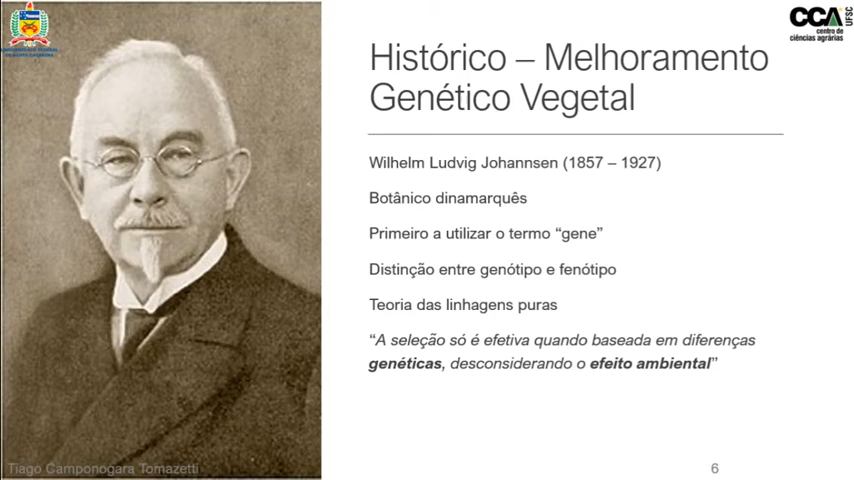 CCA UFSC
centro de
ciências agrárias
Histórico – Melhoramento
Genético Vegetal
Wilhelm Ludvig Johannsen (1857 – 1927)
Botânico dinamarquês
Primeiro a utilizar o termo “gene”
Distinção entre genótipo e fenótipo
Teoria das linhagens puras
“A seleção só é efetiva quando baseada em diferenças
genéticas, desconsiderando o efeito ambiental”
Tiago Camponogara Tomazetti
6